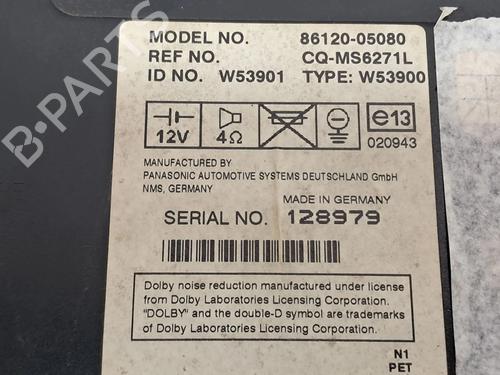 MODEL NO. 86120-05080
REF NO. CQ-MS6271L
ID NO. W53901 TYPE: W53900
12V 4Ω e13
020943
MANUFACTURED BY
PANASONIC AUTOMOTIVE SYSTEMS DEUTSCHLAND GmbH
NMS, GERMANY
MADE IN GERMANY
SERIAL NO. 128979
Dolby noise reduction manufactured under license
from Dolby Laboratories Licensing Corporation.
"DOLBY" and the double-D symbol are trademarks
of Dolby Laboratories Licensing Corporation.
N1
PET
B-Parts